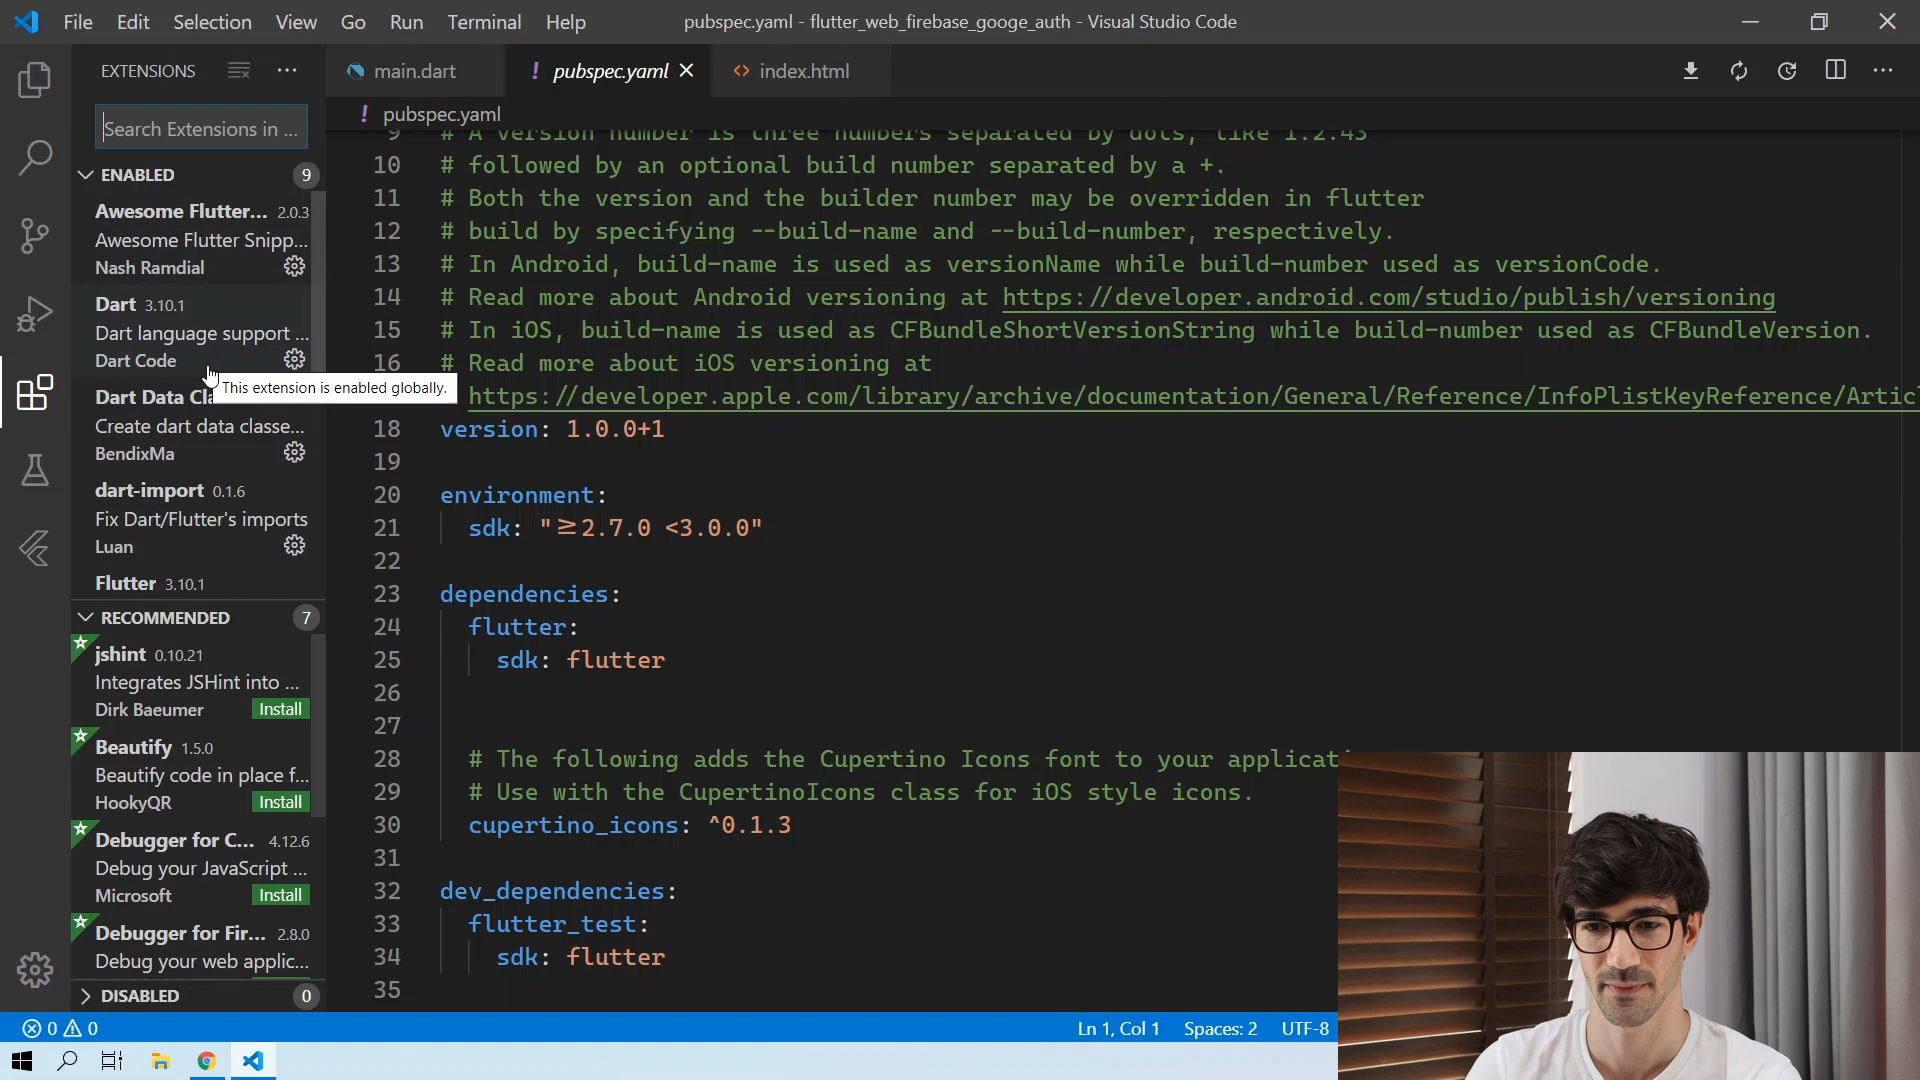 File Edit Selection View Go Run Terminal Help
pubspec.yaml - flutter_web_firebase_googe_auth - Visual Studio Code
EXTENSIONS
main.dart
! pubspec.yaml
<> index.html
Search Extensions in ...
! pubspec.yaml
ENABLED 9
Awesome Flutter... 2.0.3
Awesome Flutter Snipp...
Nash Ramdial
Dart 3.10.1
Dart language support ...
Dart Code
This extension is enabled globally.
Dart Data Cl
Create dart data classe...
BendixMa
dart-import 0.1.6
Fix Dart/Flutter's imports
Luan
Flutter 3.10.1
RECOMMENDED 7
jshint 0.10.21
Integrates JSHint into ...
Dirk Baeumer Install
Beautify 1.5.0
Beautify code in place f...
HookyQR Install
Debugger for C... 4.12.6
Debug your JavaScript ...
Microsoft Install
Debugger for Fir... 2.8.0
Debug your web applic...
DISABLED 0
9 # A version number is three numbers separated by dots, like 1.2.43
10 # followed by an optional build number separated by a +.
11 # Both the version and the builder number may be overridden in flutter
12 # build by specifying --build-name and --build-number, respectively.
13 # In Android, build-name is used as versionName while build-number used as versionCode.
14 # Read more about Android versioning at https://developer.android.com/studio/publish/versioning
15 # In iOS, build-name is used as CFBundleShortVersionString while build-number used as CFBundleVersion.
16 # Read more about iOS versioning at
https://developer.apple.com/library/archive/documentation/General/Reference/InfoPlistKeyReference/Artic
18 version: 1.0.0+1
19
20 environment:
21 sdk: "≥2.7.0 <3.0.0"
22
23 dependencies:
24 flutter:
25 sdk: flutter
26
27
28 # The following adds the Cupertino Icons font to your applicati
29 # Use with the CupertinoIcons class for iOS style icons.
30 cupertino_icons: ^0.1.3
31
32 dev_dependencies:
33 flutter_test:
34 sdk: flutter
35
0 0
Ln 1, Col 1 Spaces: 2 UTF-8